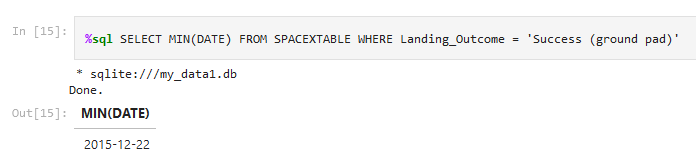 In [15]: %sql SELECT MIN(DATE) FROM SPACEXTABLE WHERE Landing_Outcome = 'Success (ground pad)'
* sqlite:///my_data1.db
Done.
Out[15]: MIN(DATE)
2015-12-22